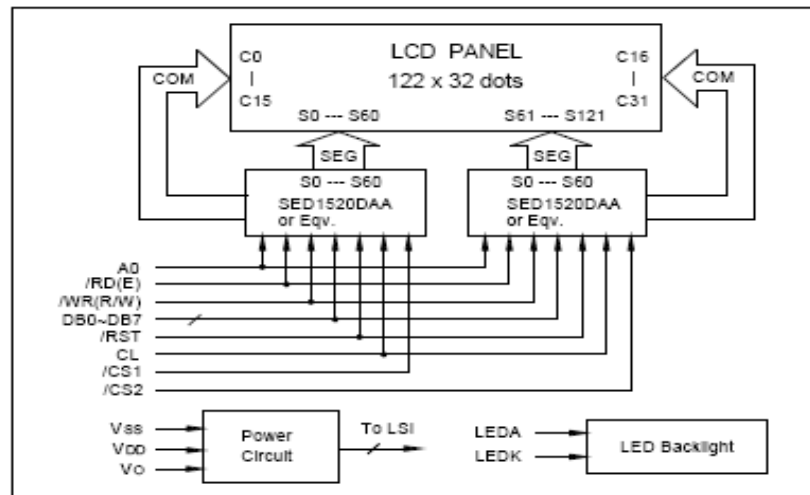 LCD PANEL
122 x 32 dots
C0
|
C15
C16
|
C31
COM
COM
S0 --- S60
S61 --- S121
SEG
SEG
S0 --- S60
SED1520DAA
or Eqv.
S0 --- S60
SED1520DAA
or Eqv.
A0
/RD(E)
/WR(R/W)
DB0~DB7
/RST
CL
/CS1
/CS2
VSS
VDD
VO
Power
Circuit
To LSI
LEDA
LEDK
LED Backlight